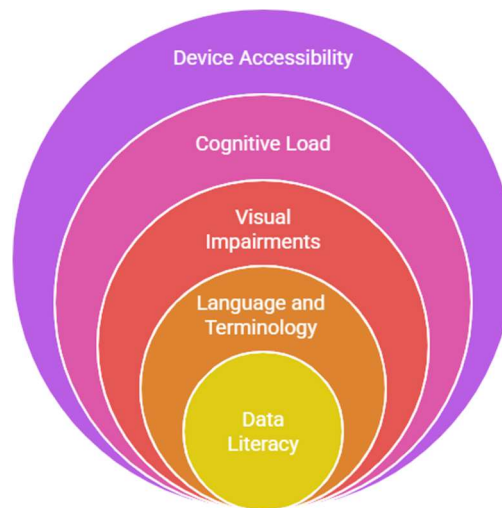 Device Accessibility
Cognitive Load
Visual
Impairments
Language and
Terminology
Data
Literacy